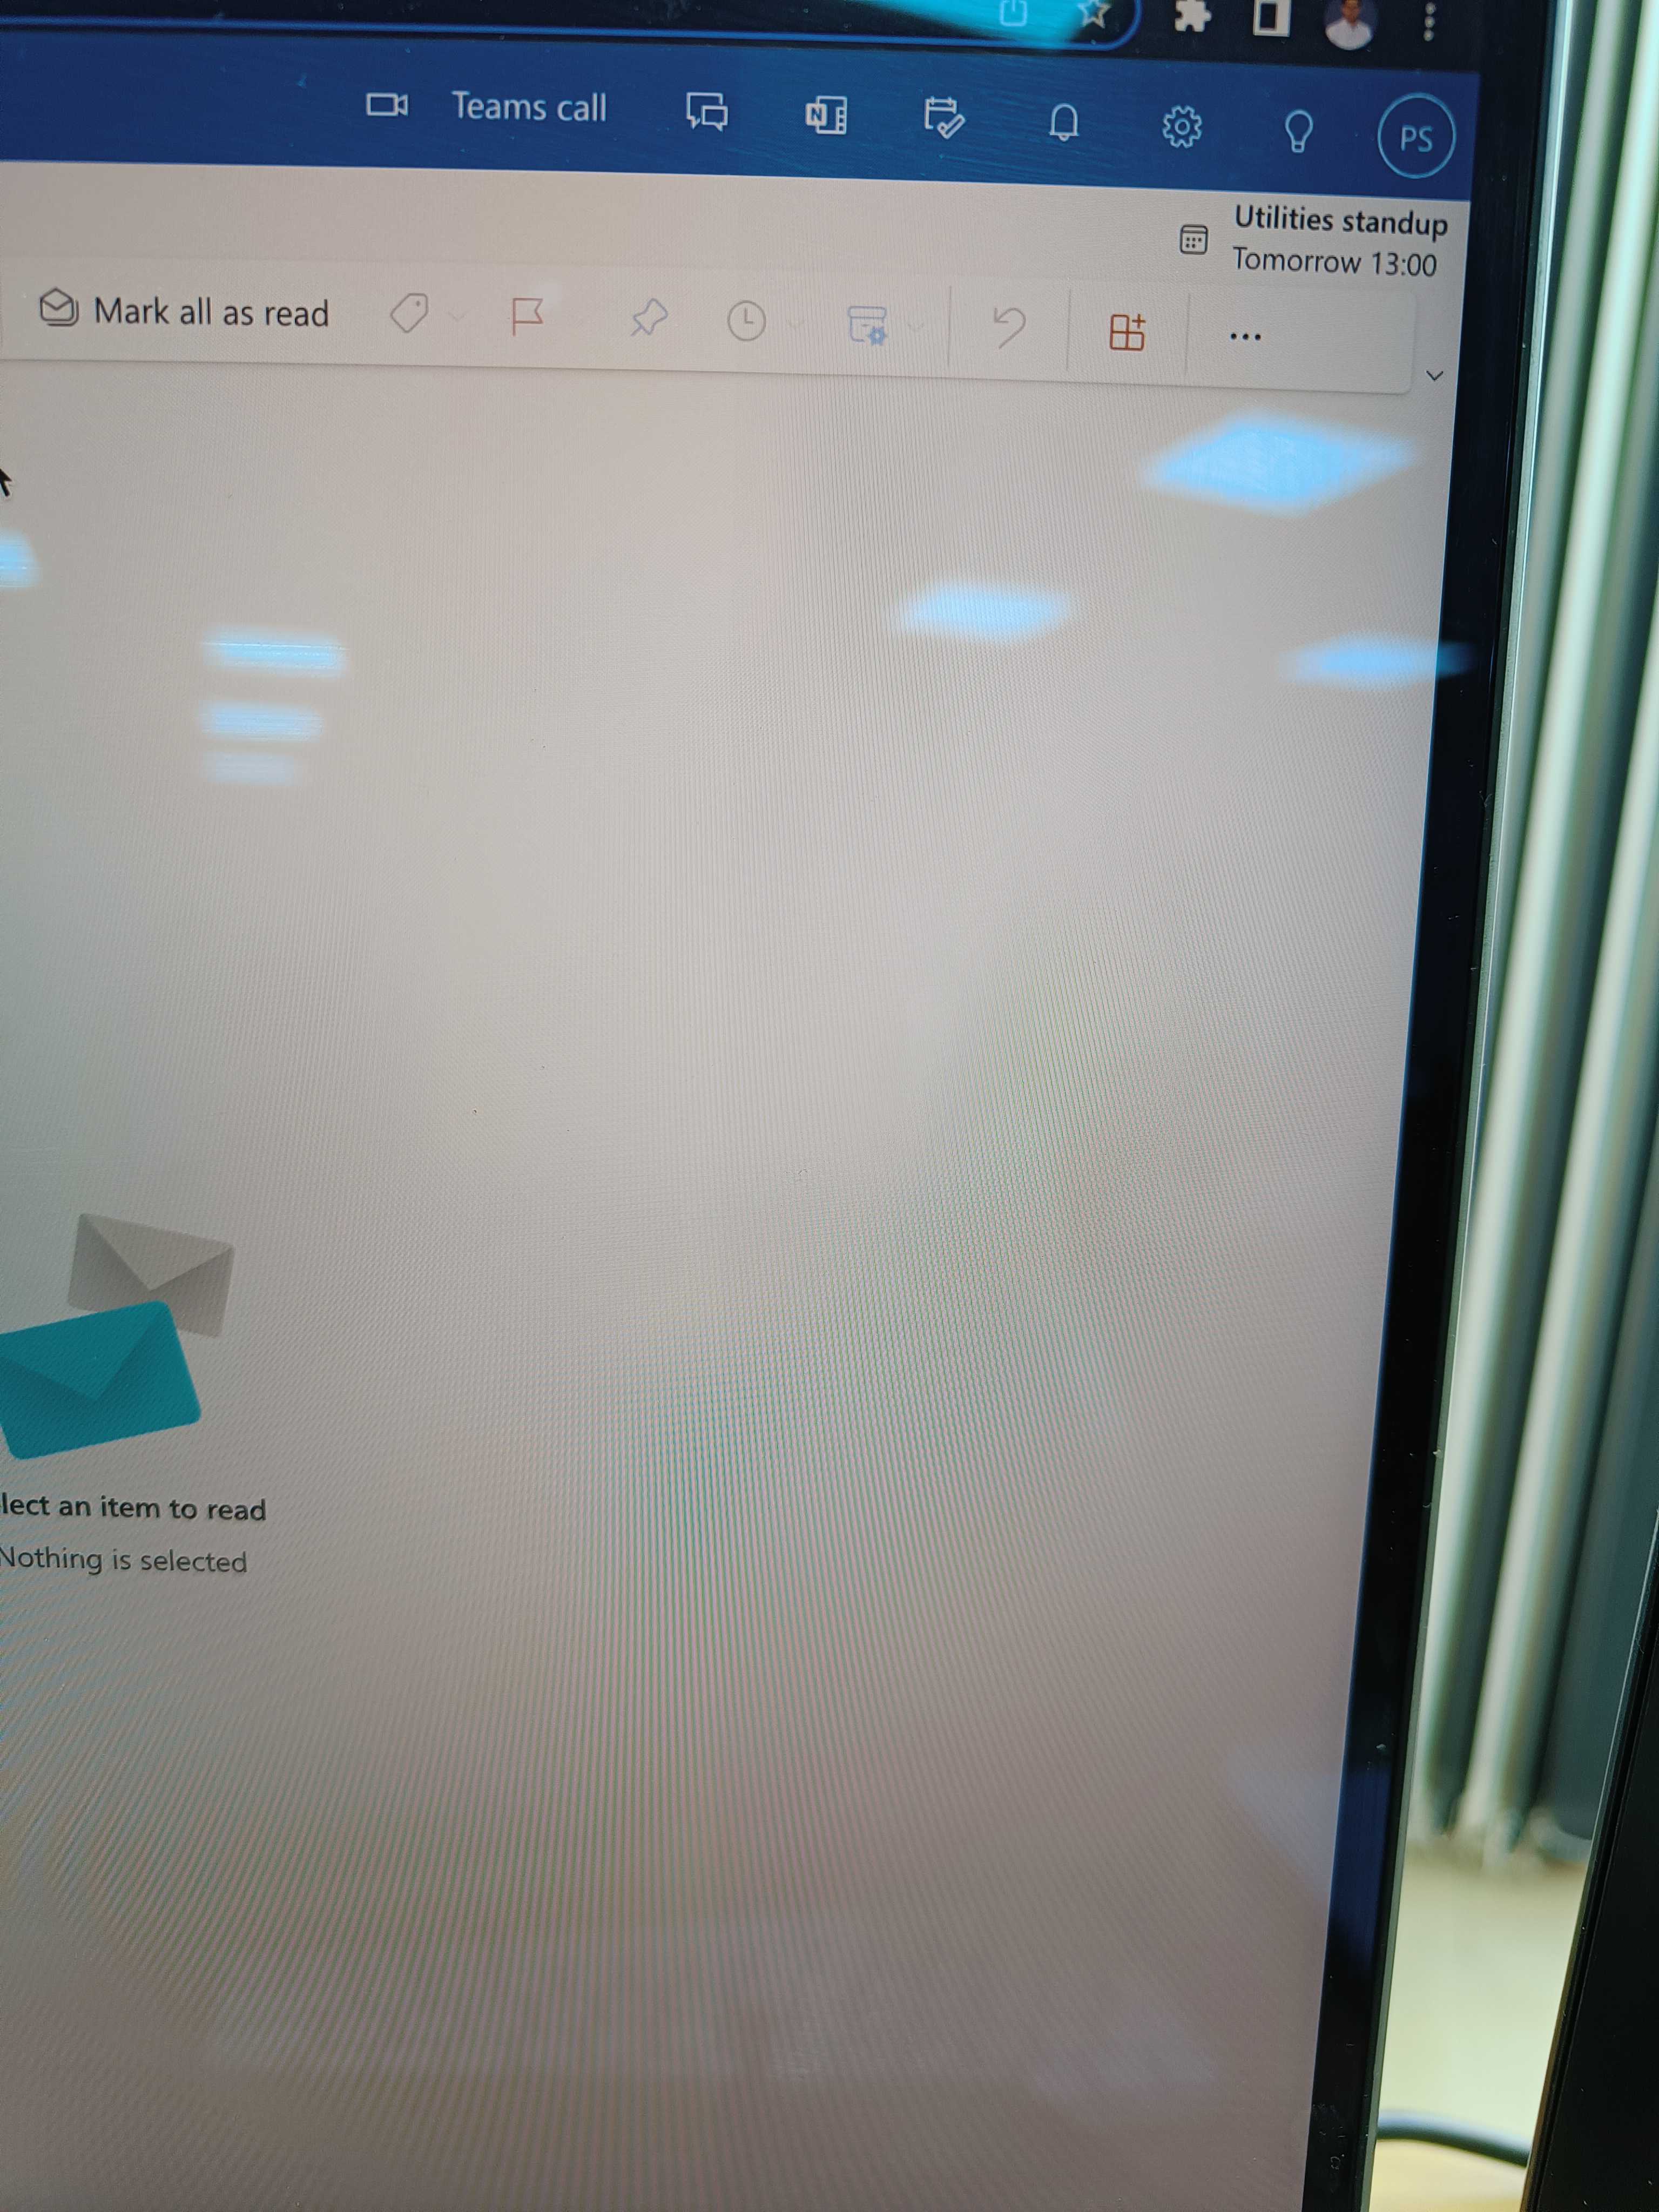 Teams call
N
PS
Utilities standup
Tomorrow 13:00
Mark all as read
lect an item to read
Nothing is selected